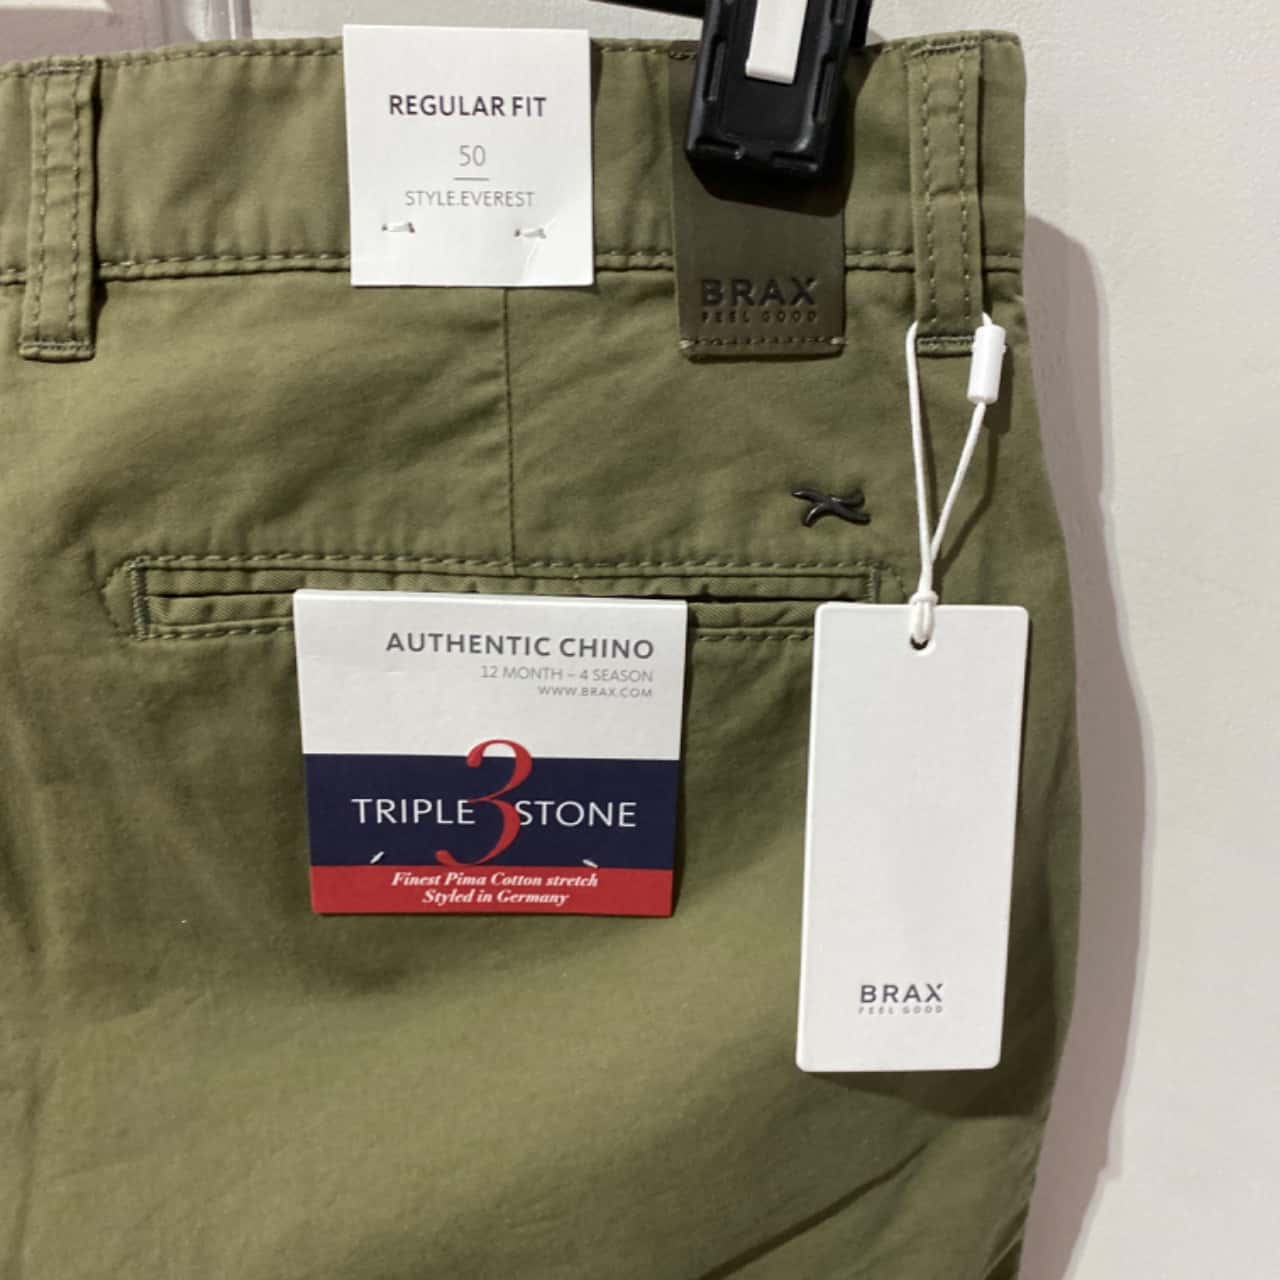 REGULAR FIT
50
STYLE.EVEREST
BRAX
FEEL GOOD
AUTHENTIC CHINO
12 MONTH – 4 SEASON
WWW.BRAX.COM
TRIPLE 3 STONE
Finest Pima Cotton stretch
Styled in Germany
BRAX
FEEL GOOD